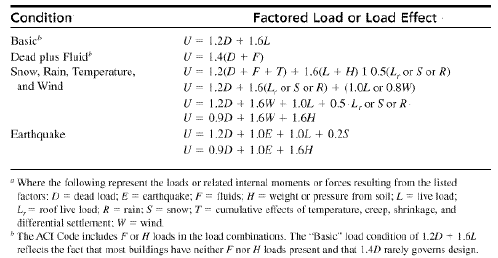 Condition Factored Load or Load Effect
Basicᵇ U = 1.2D + 1.6L
Dead plus Fluidᵇ U = 1.4(D + F)
Snow, Rain, Temperature, U = 1.2(D + F + T) + 1.6(L + H) 1 0.5(Lᵣ or S or R)
and Wind U = 1.2D + 1.6(Lᵣ or S or R) + (1.0L or 0.8W)
U = 1.2D + 1.6W + 1.0L + 0.5·Lᵣ or S or R·
U = 0.9D + 1.6W + 1.6H
Earthquake U = 1.2D + 1.0E + 1.0L + 0.2S
U = 0.9D + 1.0E + 1.6H
ᵃ Where the following represent the loads or related internal moments or forces resulting from the listed
factors: D = dead load; E = earthquake; F = fluids; H = weight or pressure from soil; L = live load;
Lᵣ = roof live load; R = rain; S = snow; T = cumulative effects of temperature, creep, shrinkage, and
differential settlement; W = wind.
ᵇ The ACI Code includes F or H loads in the load combinations. The "Basic" load condition of 1.2D + 1.6L
reflects the fact that most buildings have neither F nor H loads present and that 1.4D rarely governs design.